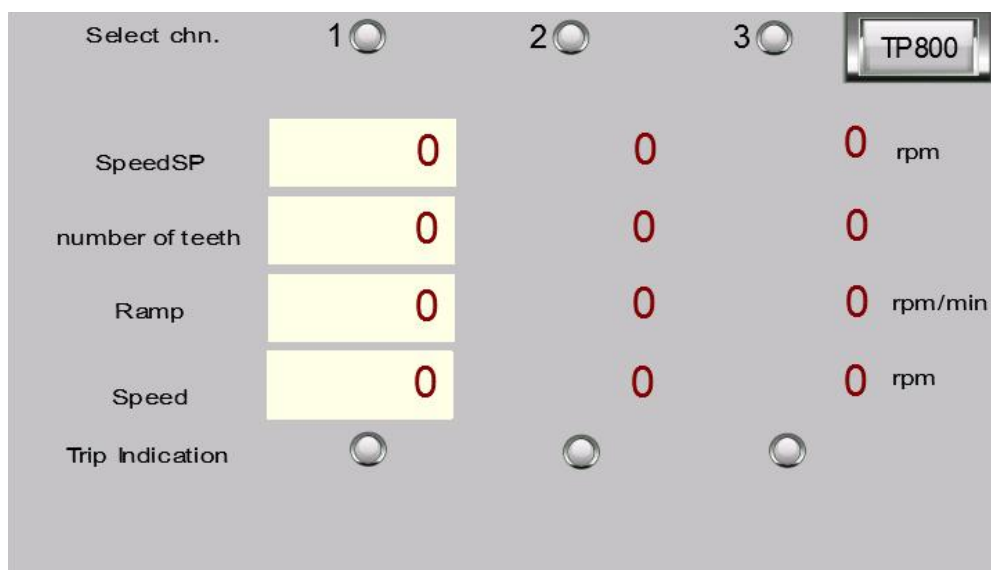 Select chn. 1 2 3 TP800
SpeedSP 0 0 0 rpm
number of teeth 0 0 0
Ramp 0 0 0 rpm/min
Speed 0 0 0 rpm
Trip Indication